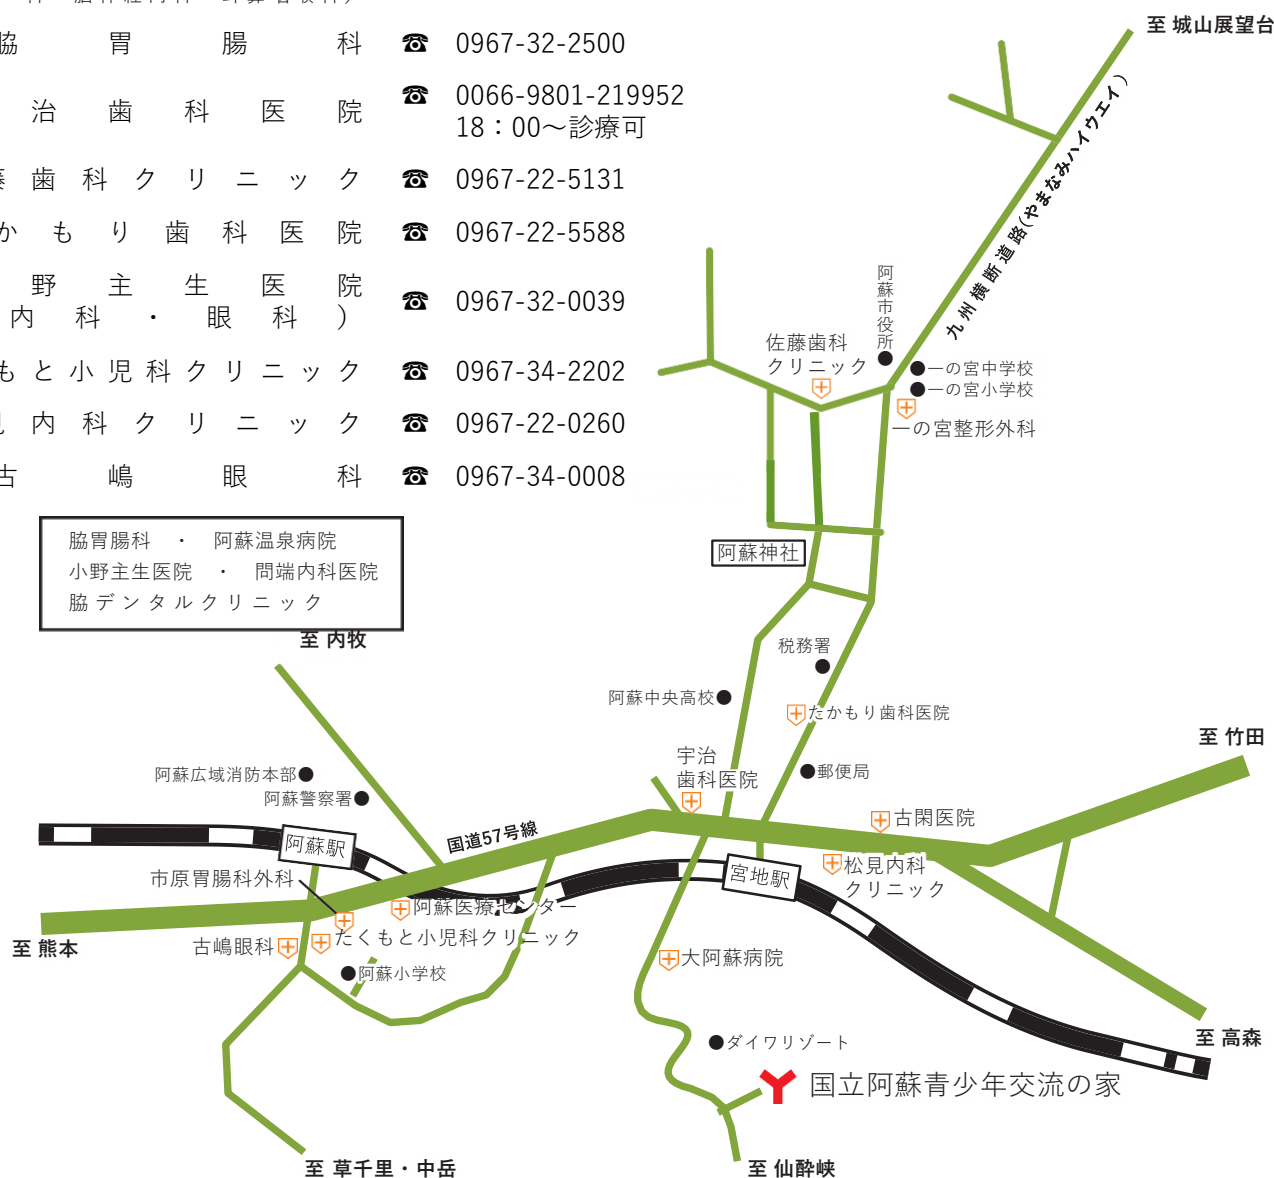 脇胃腸科 ☎ 0967-32-2500
治歯科医院 ☎ 0066-9801-219952
18：00～診療可
藤歯科クリニック ☎ 0967-22-5131
かもり歯科医院 ☎ 0967-22-5588
野主生医院
内科・眼科） ☎ 0967-32-0039
もと小児科クリニック ☎ 0967-34-2202
見内科クリニック ☎ 0967-22-0260
古嶋眼科 ☎ 0967-34-0008
脇胃腸科 ・ 阿蘇温泉病院
小野主生医院 ・ 問端内科医院
脇デンタルクリニック
至 内牧
至 城山展望台
九州横断道路(やまなみハイウエイ)
阿蘇市役所
佐藤歯科
クリニック
一の宮中学校
一の宮小学校
一の宮整形外科
阿蘇神社
税務署
阿蘇中央高校
たかもり歯科医院
至 竹田
宇治
歯科医院
郵便局
阿蘇広域消防本部
阿蘇警察署
古閑医院
国道57号線
阿蘇駅
宮地駅
松見内科
クリニック
市原胃腸科外科
阿蘇医療センター
至 熊本
古嶋眼科
たくもと小児科クリニック
阿蘇小学校
大阿蘇病院
至 高森
ダイワリゾート
国立阿蘇青少年交流の家
至 草千里・中岳
至 仙酔峡